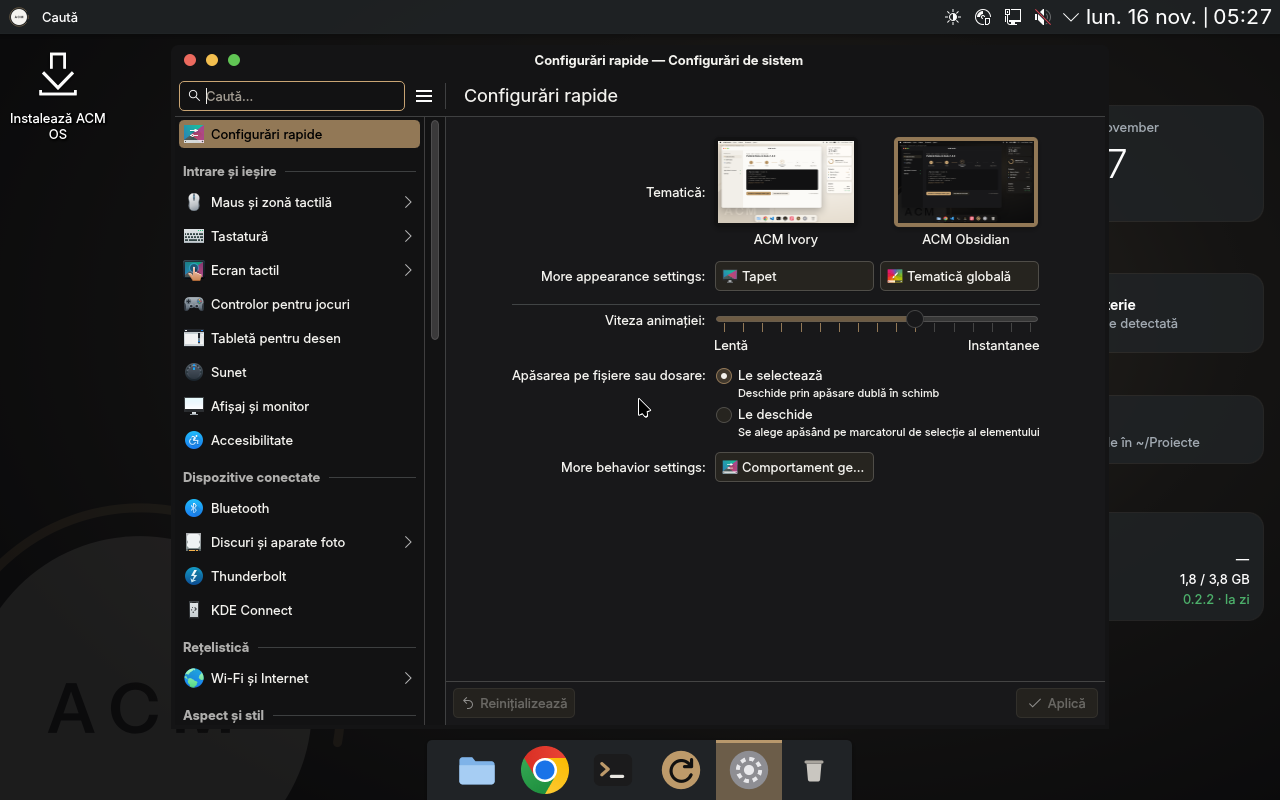 Caută
lun. 16 nov. | 05:27
Instalează ACM
OS
Configurări rapide — Configurări de sistem
Caută...
Configurări rapide
Configurări rapide
Intrare și ieșire
Maus și zonă tactilă
Tastatură
Ecran tactil
Controlor pentru jocuri
Tabletă pentru desen
Sunet
Afișaj și monitor
Accesibilitate
Dispozitive conectate
Bluetooth
Discuri și aparate foto
Thunderbolt
KDE Connect
Rețelistică
Wi-Fi și Internet
Aspect și stil
Tematică:
ACM Ivory
ACM Obsidian
More appearance settings:
Tapet
Tematică globală
Viteza animației:
Lentă
Instantanee
Apăsarea pe fișiere sau dosare:
Le selectează
Deschide prin apăsare dublă în schimb
Le deschide
Se alege apăsând pe marcatorul de selecție al elementului
More behavior settings:
Comportament ge...
Reinițializează
Aplică
ovember
7
terie
e detectată
le în ~/Proiecte
—
1,8 / 3,8 GB
0.2.2 · la zi
ACM